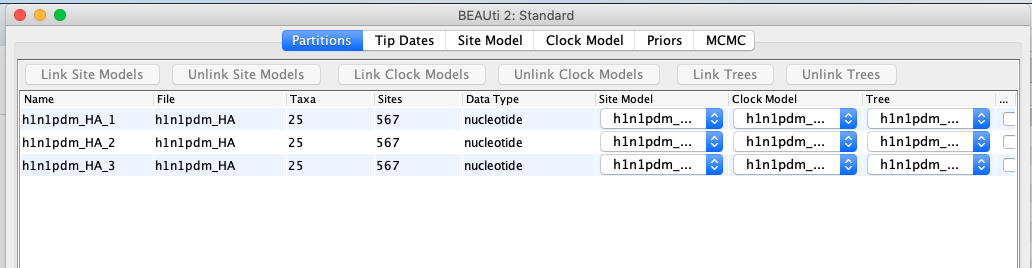 BEAUti 2: Standard
Partitions Tip Dates Site Model Clock Model Priors MCMC
Link Site Models Unlink Site Models Link Clock Models Unlink Clock Models Link Trees Unlink Trees
Name File Taxa Sites Data Type Site Model Clock Model Tree ...
h1n1pdm_HA_1 h1n1pdm_HA 25 567 nucleotide h1n1pdm_... h1n1pdm_... h1n1pdm_...
h1n1pdm_HA_2 h1n1pdm_HA 25 567 nucleotide h1n1pdm_... h1n1pdm_... h1n1pdm_...
h1n1pdm_HA_3 h1n1pdm_HA 25 567 nucleotide h1n1pdm_... h1n1pdm_... h1n1pdm_...